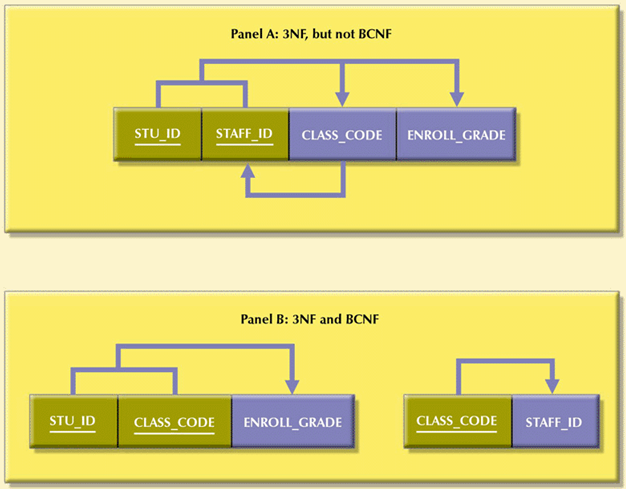 Panel A: 3NF, but not BCNF
STU_ID STAFF_ID CLASS_CODE ENROLL_GRADE
Panel B: 3NF and BCNF
STU_ID CLASS_CODE ENROLL_GRADE CLASS_CODE STAFF_ID